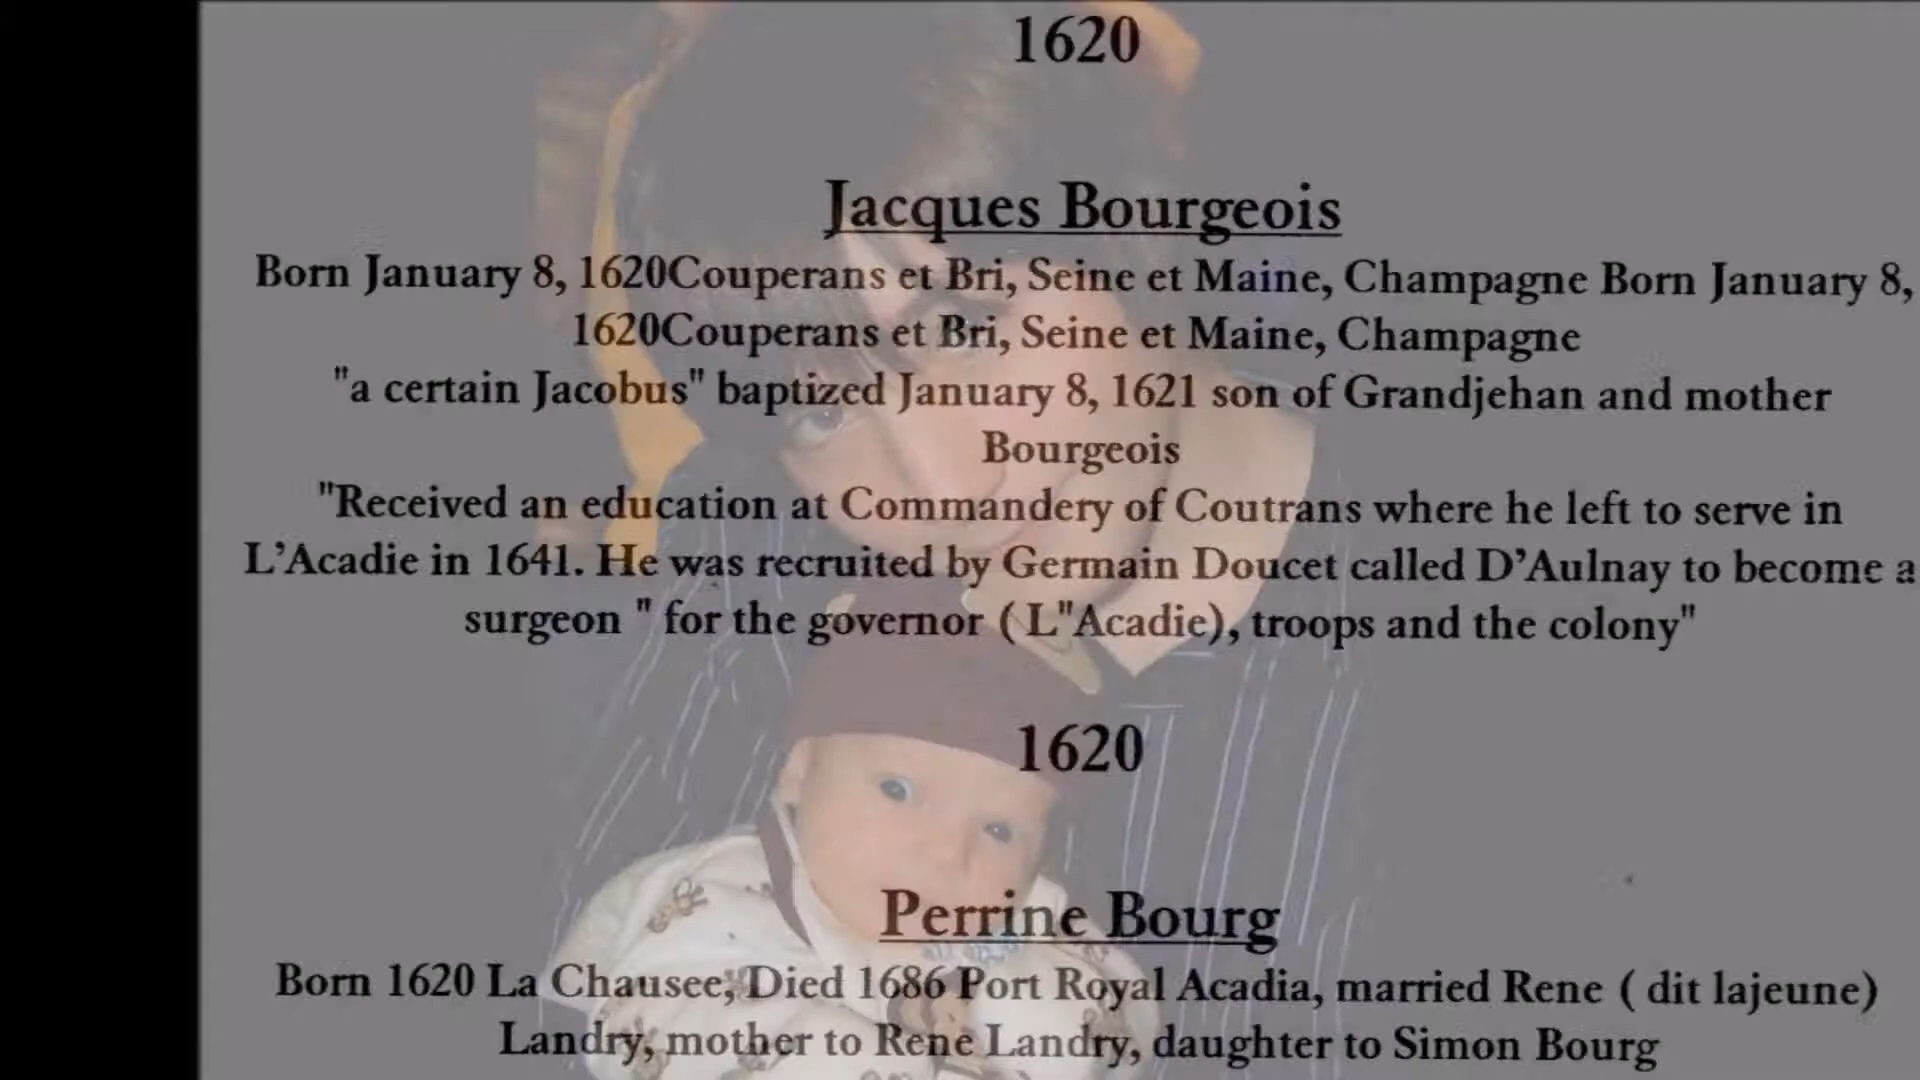 1620
Jacques Bourgeois
Born January 8, 1620Couperans et Bri, Seine et Maine, Champagne Born January 8,
1620Couperans et Bri, Seine et Maine, Champagne
"a certain Jacobus" baptized January 8, 1621 son of Grandjehan and mother
Bourgeois
"Received an education at Commandery of Coutrans where he left to serve in
L'Acadie in 1641. He was recruited by Germain Doucet called D'Aulnay to become a
surgeon " for the governor ( L"Acadie), troops and the colony"
1620
Perrine Bourg
Born 1620 La Chausee, Died 1686 Port Royal Acadia, married Rene ( dit lajeune)
Landry, mother to Rene Landry, daughter to Simon Bourg